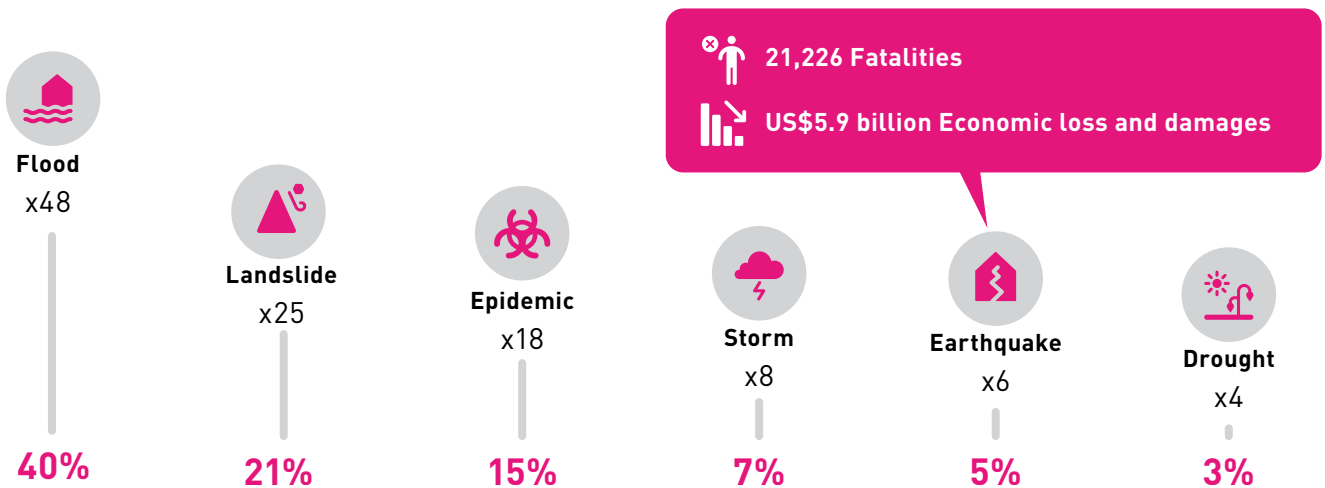 21,226 Fatalities
US$5.9 billion Economic loss and damages
Flood
x48
40%
Landslide
x25
21%
Epidemic
x18
15%
Storm
x8
7%
Earthquake
x6
5%
Drought
x4
3%